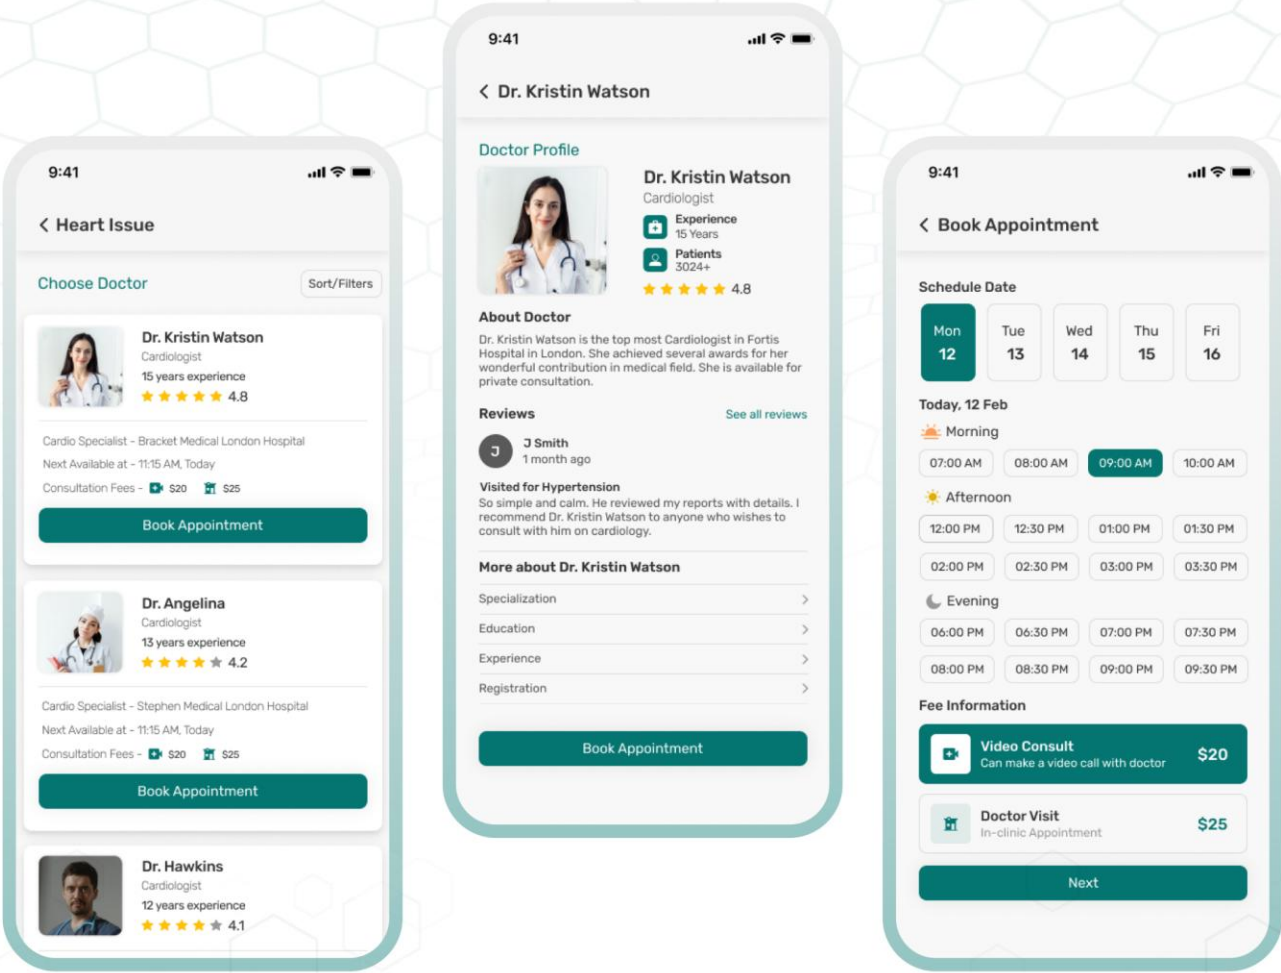 9:41
Heart Issue
Choose Doctor
Sort/Filters
Dr. Kristin Watson
Cardiologist
15 years experience
4.8
Cardio Specialist - Bracket Medical London Hospital
Next Available at - 11:15 AM, Today
Consultation Fees - $20 $25
Book Appointment
Dr. Angelina
Cardiologist
13 years experience
4.2
Cardio Specialist - Stephen Medical London Hospital
Next Available at - 11:15 AM, Today
Consultation Fees - $20 $25
Book Appointment
Dr. Hawkins
Cardiologist
12 years experience
4.1
9:41
Dr. Kristin Watson
Doctor Profile
Dr. Kristin Watson
Cardiologist
Experience
15 Years
Patients
3024+
4.8
About Doctor
Dr. Kristin Watson is the top most Cardiologist in Fortis
Hospital in London. She achieved several awards for her
wonderful contribution in medical field. She is available for
private consultation.
Reviews
See all reviews
J
J Smith
1 month ago
Visited for Hypertension
So simple and calm. He reviewed my reports with details. I
recommend Dr. Kristin Watson to anyone who wishes to
consult with him on cardiology.
More about Dr. Kristin Watson
Specialization
Education
Experience
Registration
Book Appointment
9:41
Book Appointment
Schedule Date
Mon Tue Wed Thu Fri
12 13 14 15 16
Today, 12 Feb
Morning
07:00 AM 08:00 AM 09:00 AM 10:00 AM
Afternoon
12:00 PM 12:30 PM 01:00 PM 01:30 PM
02:00 PM 02:30 PM 03:00 PM 03:30 PM
Evening
06:00 PM 06:30 PM 07:00 PM 07:30 PM
08:00 PM 08:30 PM 09:00 PM 09:30 PM
Fee Information
Video Consult
Can make a video call with doctor
$20
Doctor Visit
In-clinic Appointment
$25
Next